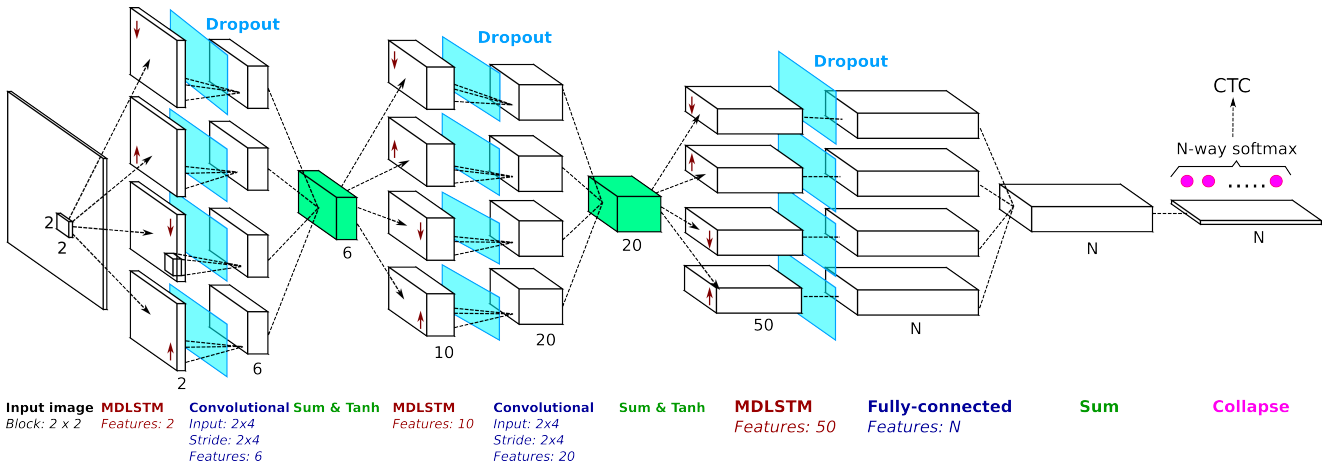 Dropout
Dropout
Dropout
CTC
N-way softmax
.....
2
2
6
20
N
N
50
N
10
20
2
6
Input image
Block: 2 x 2
MDLSTM
Features: 2
Convolutional
Input: 2x4
Stride: 2x4
Features: 6
Sum & Tanh
MDLSTM
Features: 10
Convolutional
Input: 2x4
Stride: 2x4
Features: 20
Sum & Tanh
MDLSTM
Features: 50
Fully-connected
Features: N
Sum
Collapse